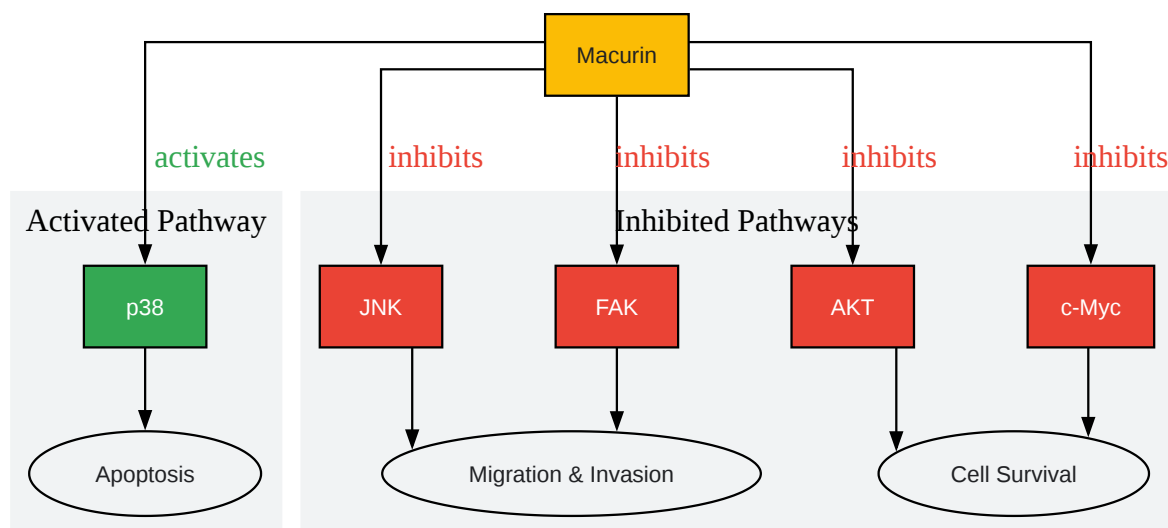 Macurin
activates
inhibits
inhibits
inhibits
inhibits
Activated Pathway
Inhibited Pathways
p38
JNK
FAK
AKT
c-Myc
Apoptosis
Migration & Invasion
Cell Survival